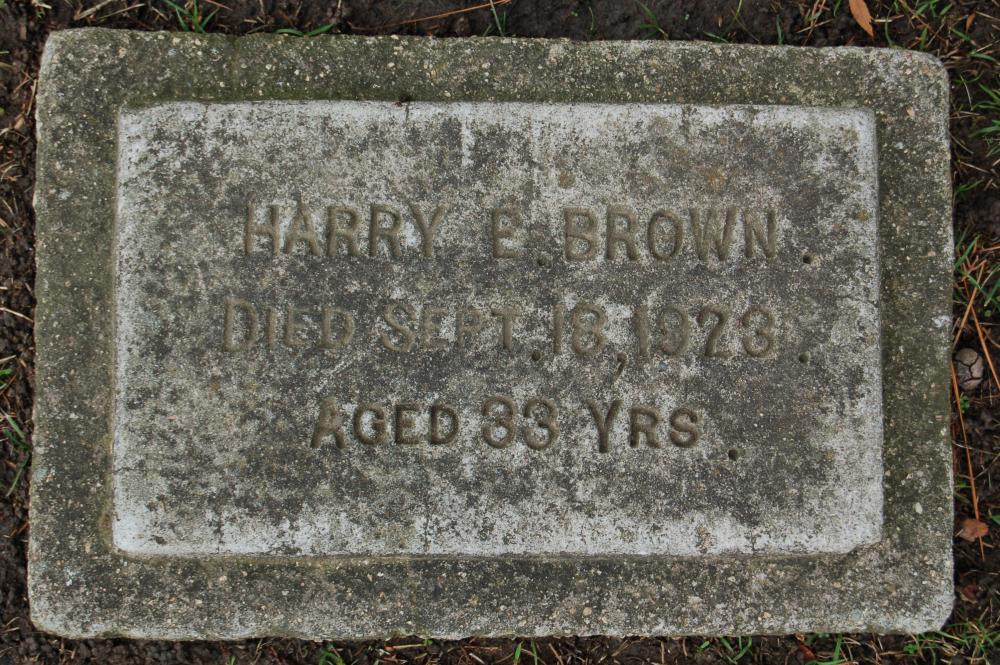 HARRY E. BROWN.
DIED SEPT. 18, 1923.
AGED 33 YRS.